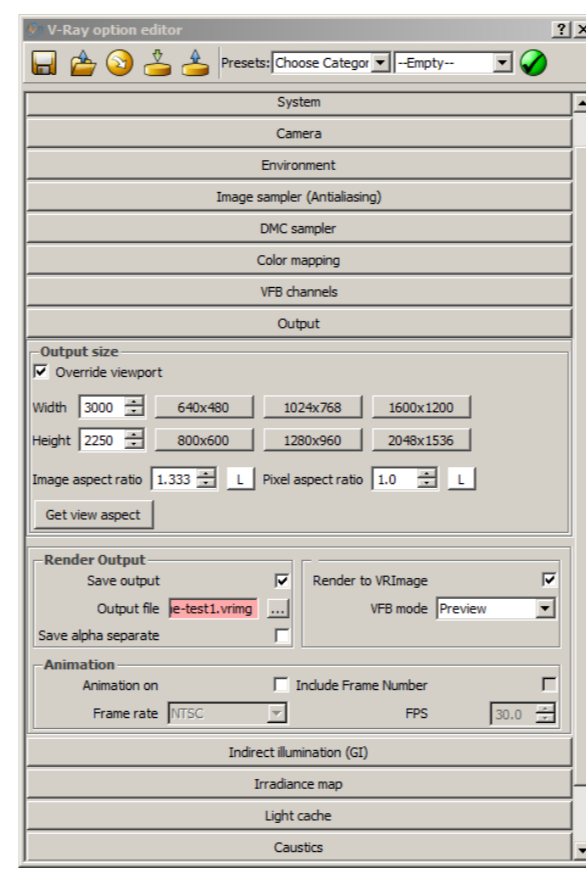 V-Ray option editor
Presets: Choose Categor --Empty--
System
Camera
Environment
Image sampler (Antialiasing)
DMC sampler
Color mapping
VFB channels
Output
Output size
Override viewport
Width 3000 640x480 1024x768 1600x1200
Height 2250 800x600 1280x960 2048x1536
Image aspect ratio 1.333 L Pixel aspect ratio 1.0 L
Get view aspect
Render Output
Save output Render to VRImage
Output file e-test1.vrimg ... VFB mode Preview
Save alpha separate
Animation
Animation on Include Frame Number
Frame rate NTSC FPS 30.0
Indirect illumination (GI)
Irradiance map
Light cache
Caustics